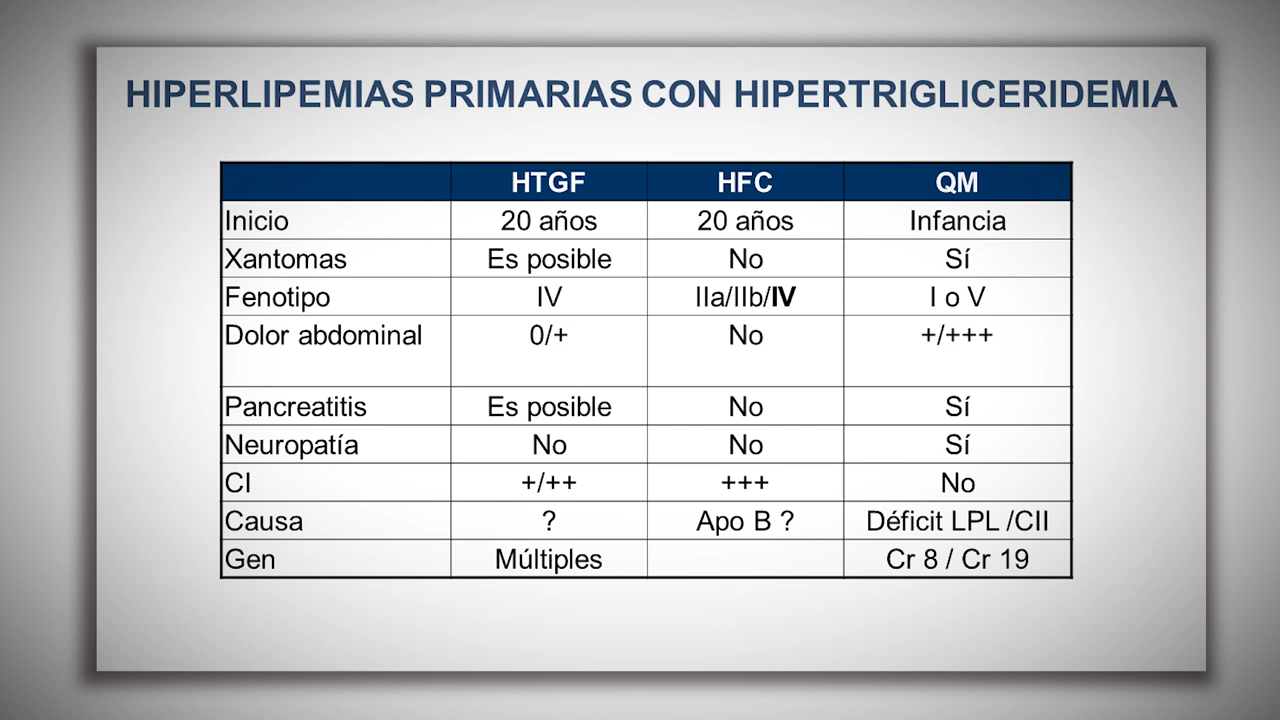 HIPERLIPEMIAS PRIMARIAS CON HIPERTRIGLICERIDEMIA
HTGF HFC QM
Inicio 20 años 20 años Infancia
Xantomas Es posible No Sí
Fenotipo IV IIa/IIb/IV I o V
Dolor abdominal 0/+ No +/+++
Pancreatitis Es posible No Sí
Neuropatía No No Sí
CI +/++ +++ No
Causa ? Apo B ? Déficit LPL /CII
Gen Múltiples Cr 8 / Cr 19